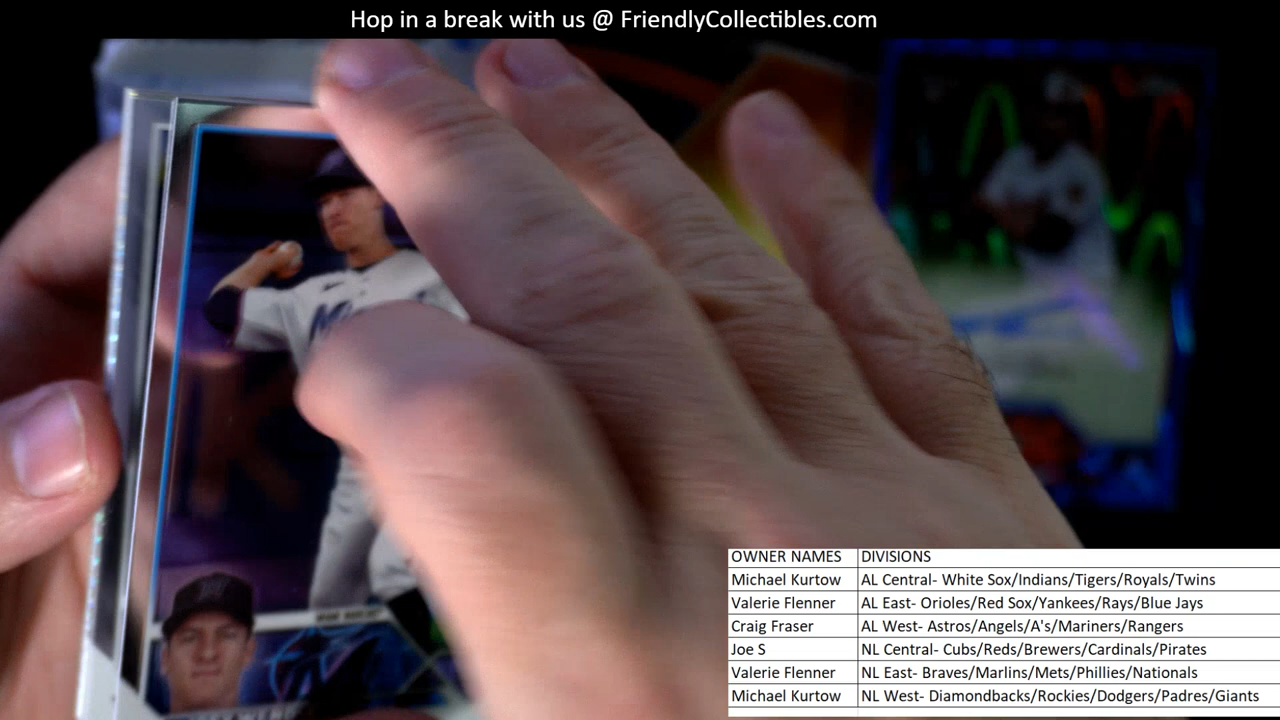 Hop in a break with us @ FriendlyCollectibles.com
OWNER NAMES DIVISIONS
Michael Kurtow AL Central- White Sox/Indians/Tigers/Royals/Twins
Valerie Flenner AL East- Orioles/Red Sox/Yankees/Rays/Blue Jays
Craig Fraser AL West- Astros/Angels/A's/Mariners/Rangers
Joe S NL Central- Cubs/Reds/Brewers/Cardinals/Pirates
Valerie Flenner NL East- Braves/Marlins/Mets/Phillies/Nationals
Michael Kurtow NL West- Diamondbacks/Rockies/Dodgers/Padres/Giants